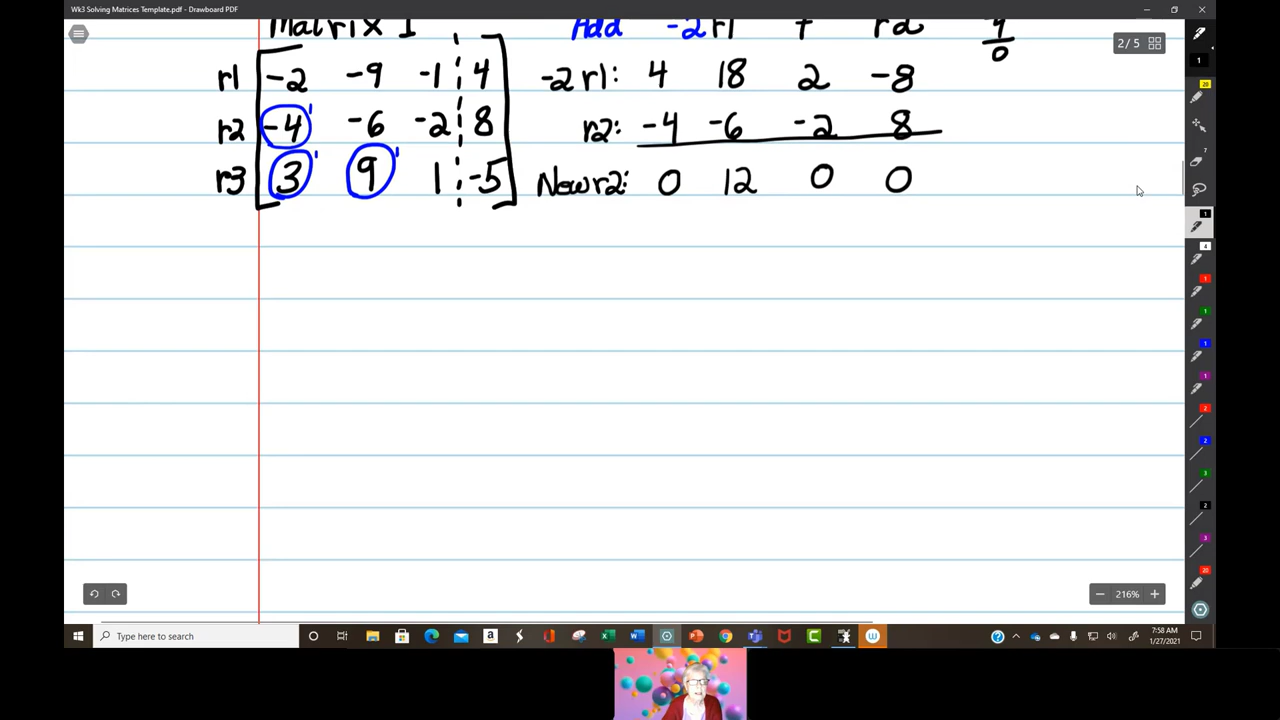 Wk3 Solving Matrices Template.pdf - Drawboard PDF
Matrix 1 Add -2r1 + r2
2 / 5
r1 -2 -9 -1 4 -2 r1: 4 18 2 -8
r2 -4 -6 -2 8 r2: -4 -6 -2 8
r3 3 9 1 -5 New r2: 0 12 0 0
216%
Type here to search
7:58 AM
1/27/2021